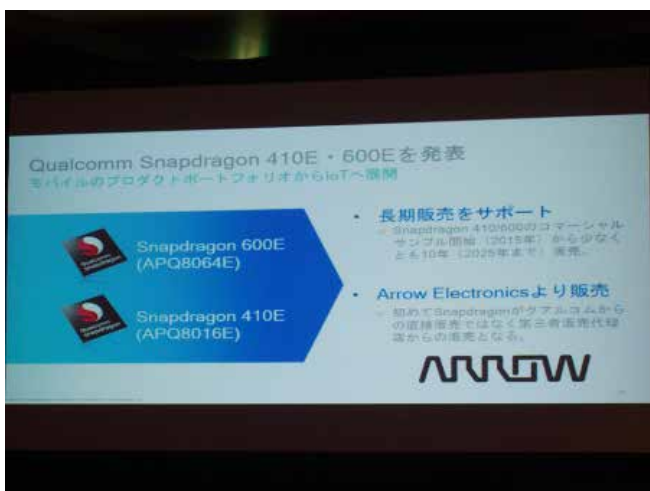 Qualcomm Snapdragon 410E・600Eを発表
モバイルのプロダクトポートフォリオからIoTへ展開
Snapdragon 600E
(APQ8064E)
Snapdragon 410E
(APQ8016E)
• 長期販売をサポート
Snapdragon 410/600のコマーシャル
サンプル開始（2015年）から少なく
とも10年（2025年まで）販売。
• Arrow Electronicsより販売
初めてSnapdragonがクアルコムから
の直接販売ではなく第三者販売代理
店からの販売となる。
ARROW